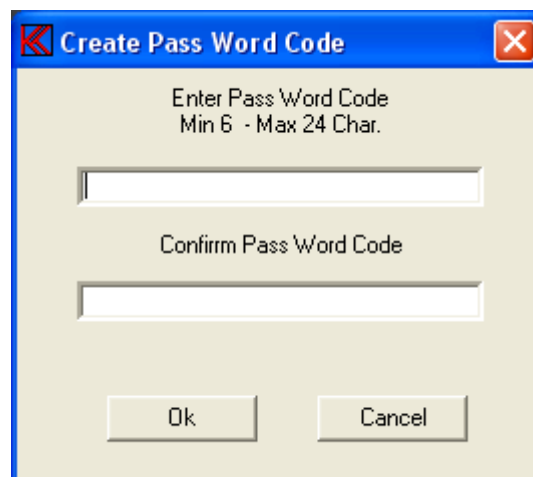 Create Pass Word Code
Enter Pass Word Code
Min 6 - Max 24 Char.
Confirm Pass Word Code
Ok
Cancel